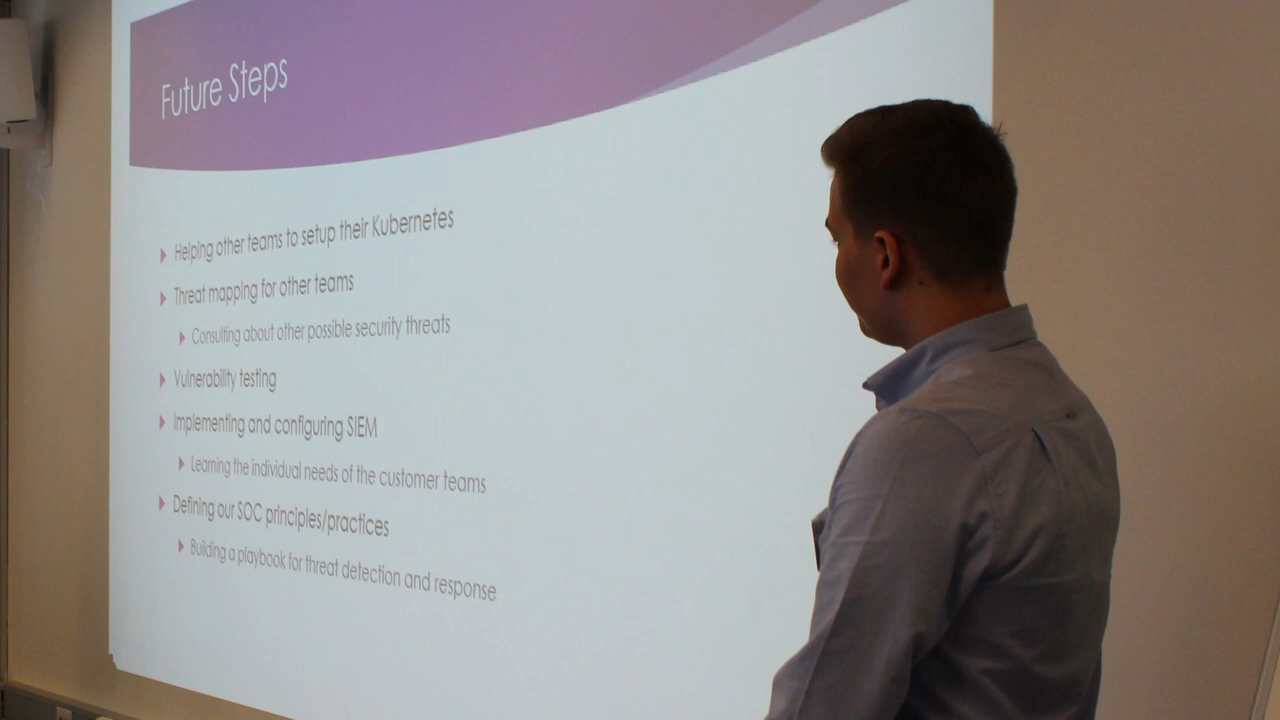 Future Steps
Helping other teams to setup their Kubernetes
Threat mapping for other teams
Consulting about other possible security threats
Vulnerability testing
Implementing and configuring SIEM
Learning the individual needs of the customer teams
Defining our SOC principles/practices
Building a playbook for threat detection and response